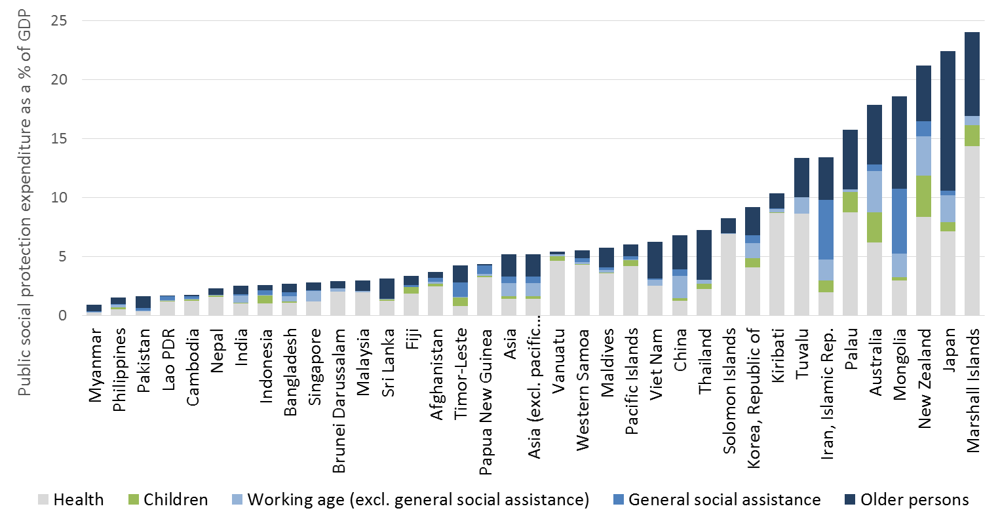 Public social protection expenditure as a % of GDP
25
20
15
10
5
0
Myanmar
Philippines
Pakistan
Lao PDR
Cambodia
Nepal
India
Indonesia
Bangladesh
Singapore
Brunei Darussalam
Malaysia
Sri Lanka
Fiji
Afghanistan
Timor-Leste
Papua New Guinea
Asia
Asia (excl. pacific...
Vanuatu
Western Samoa
Maldives
Pacific Islands
Viet Nam
China
Thailand
Solomon Islands
Korea, Republic of
Kiribati
Tuvalu
Iran, Islamic Rep.
Palau
Australia
Mongolia
New Zealand
Japan
Marshall Islands
Health
Children
Working age (excl. general social assistance)
General social assistance
Older persons